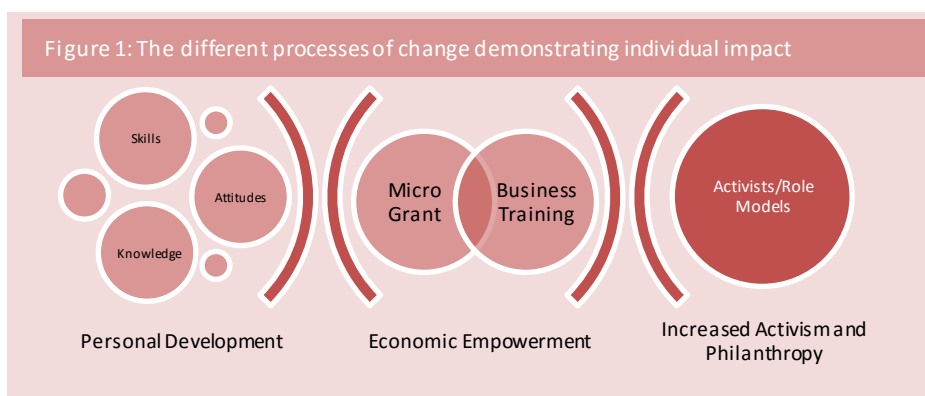 Figure 1: The different processes of change demonstrating individual impact
Skills
Attitudes
Knowledge
Micro
Grant
Business
Training
Activists/Role
Models
Personal Development
Economic Empowerment
Increased Activism and
Philanthropy